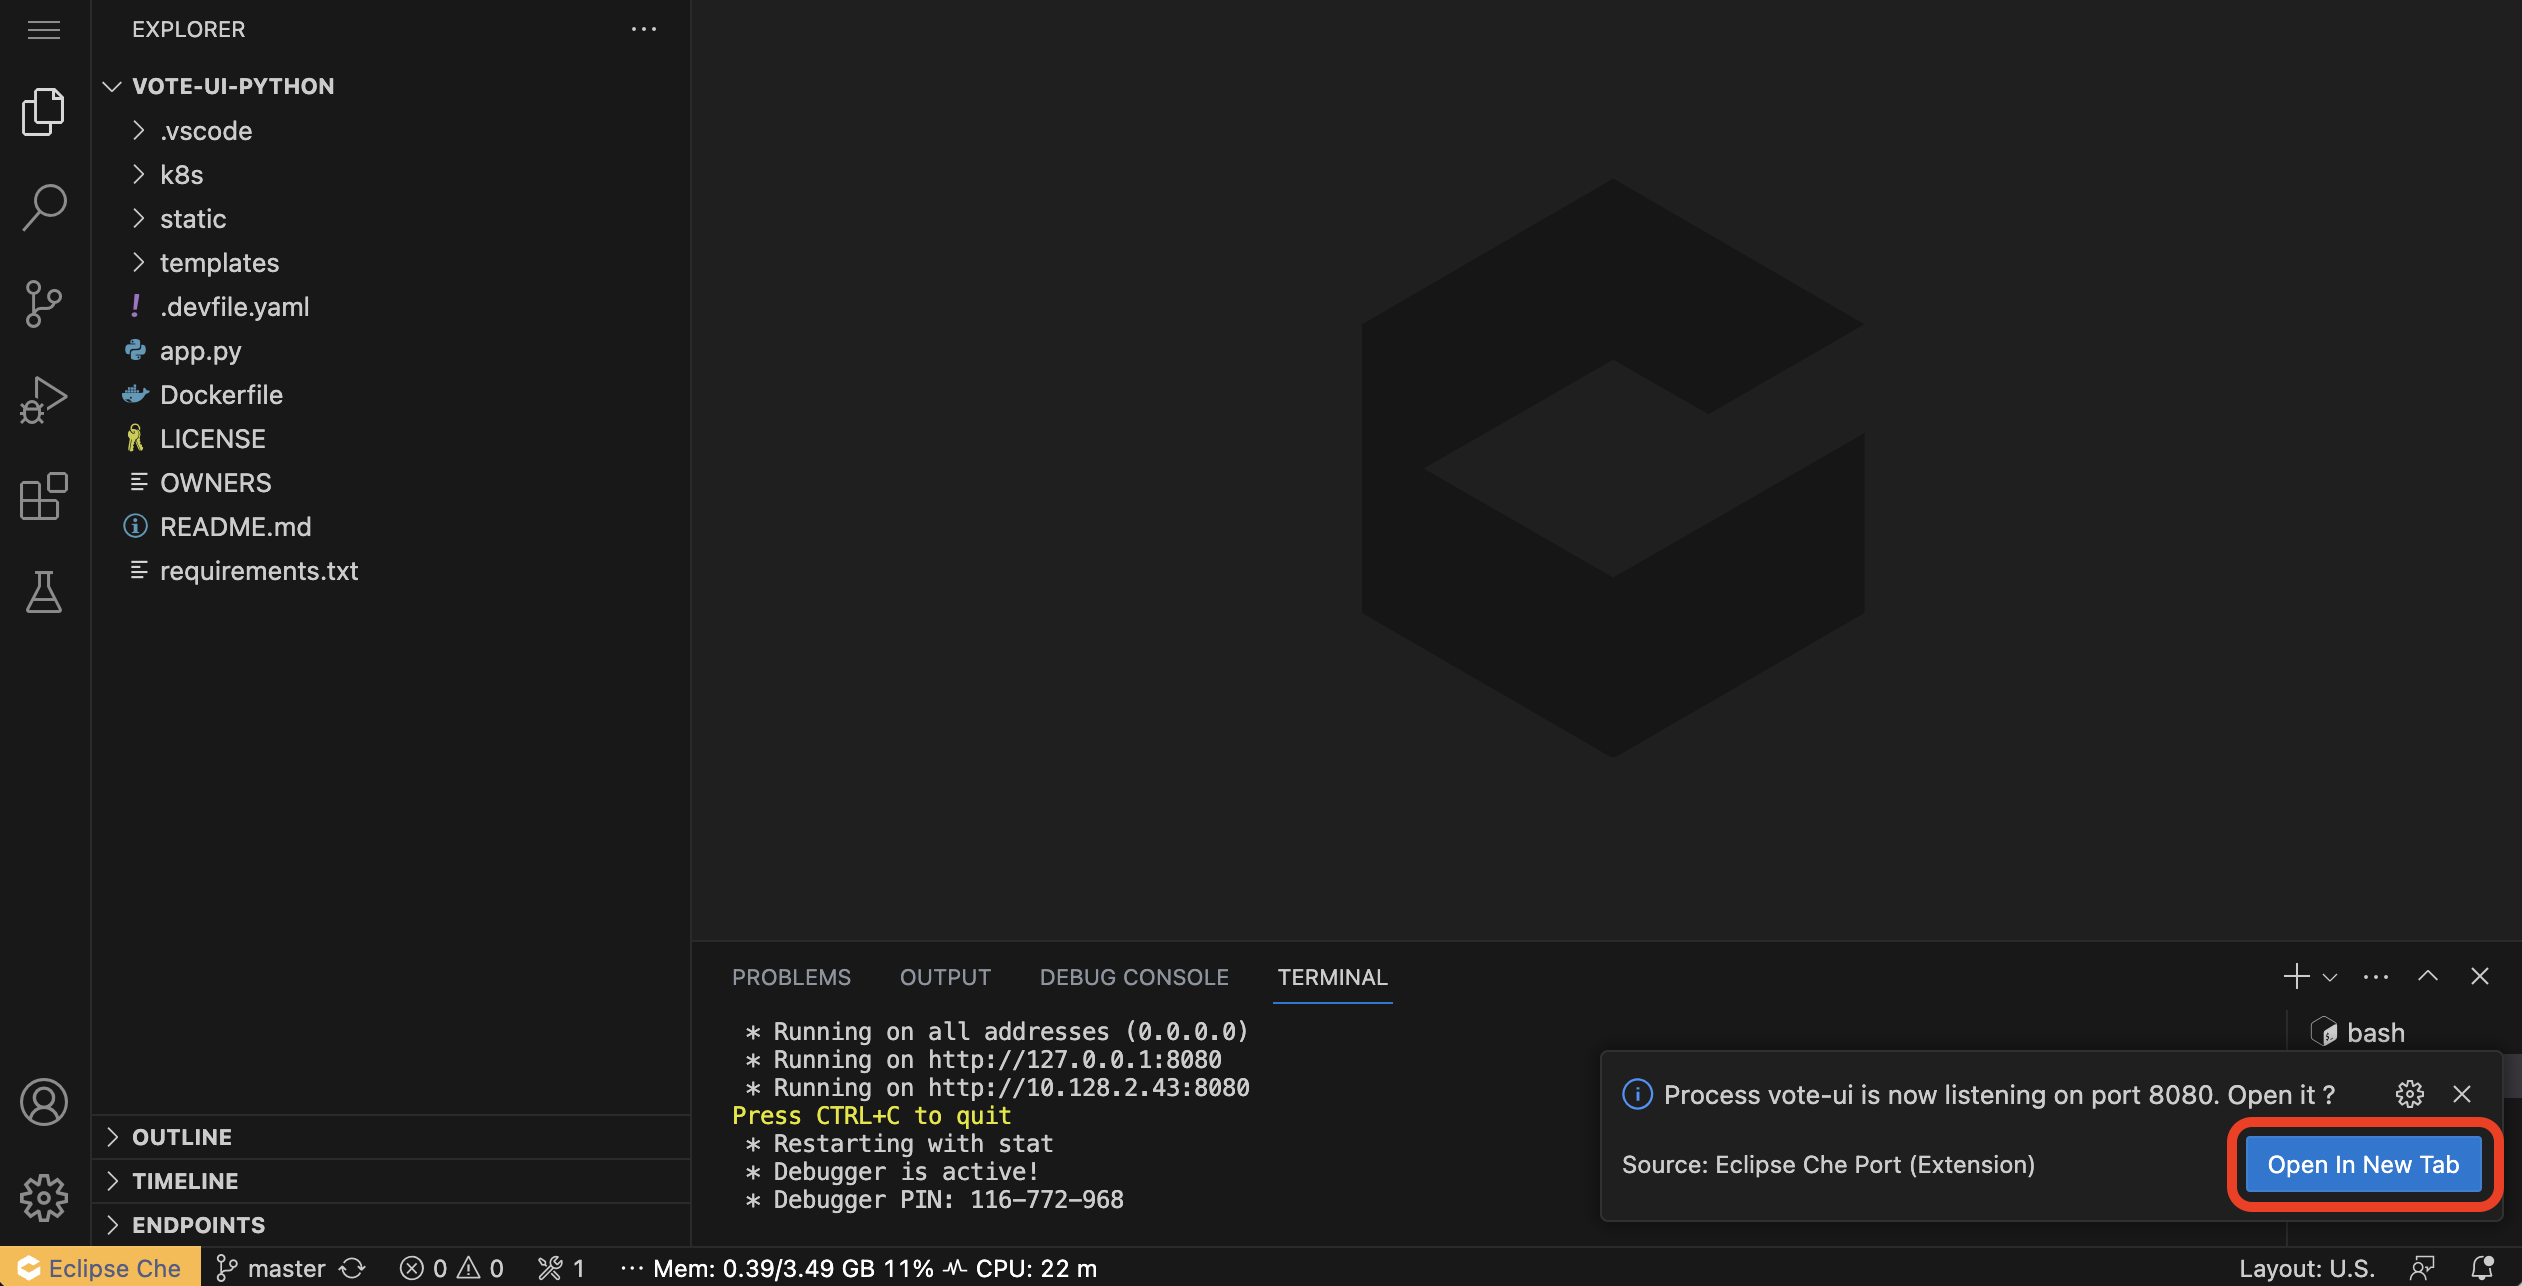 EXPLORER
VOTE-UI-PYTHON
.vscode
k8s
static
templates
.devfile.yaml
app.py
Dockerfile
LICENSE
OWNERS
README.md
requirements.txt
OUTLINE
TIMELINE
ENDPOINTS
PROBLEMS OUTPUT DEBUG CONSOLE TERMINAL
* Running on all addresses (0.0.0.0)
* Running on http://127.0.0.1:8080
* Running on http://10.128.2.43:8080
Press CTRL+C to quit
* Restarting with stat
* Debugger is active!
* Debugger PIN: 116-772-968
bash
Process vote-ui is now listening on port 8080. Open it ?
Source: Eclipse Che Port (Extension)
Open In New Tab
Eclipse Che master 0 0 1 ··· Mem: 0.39/3.49 GB 11% CPU: 22 m Layout: U.S.